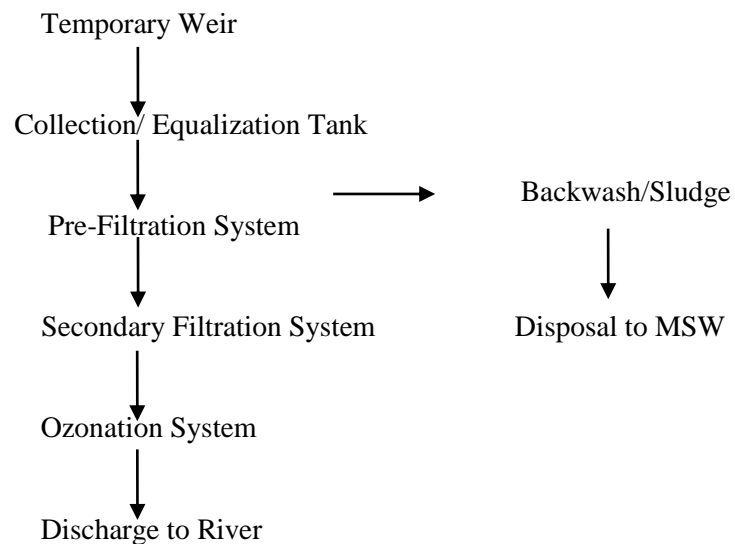 Temporary Weir
Collection/ Equalization Tank
Pre-Filtration System
Backwash/Sludge
Secondary Filtration System
Disposal to MSW
Ozonation System
Discharge to River